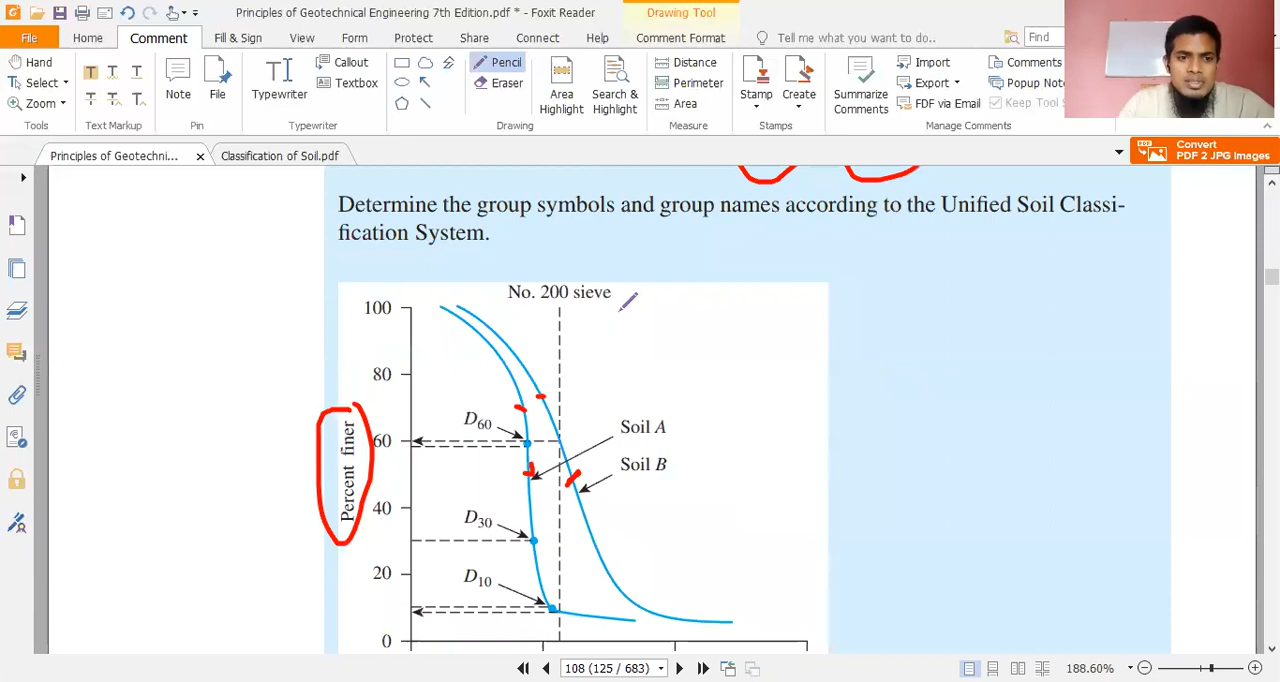 Principles of Geotechnical Engineering 7th Edition.pdf * - Foxit Reader
Drawing Tool
File
Home
Comment
Fill & Sign
View
Form
Protect
Share
Connect
Help
Comment Format
Tell me what you want to do..
Find
Hand
Select
Zoom
Tools
Text Markup
Note
File
Pin
Typewriter
Callout
Textbox
Typewriter
Pencil
Eraser
Drawing
Area Highlight
Search & Highlight
Distance
Perimeter
Area
Measure
Stamp
Create
Stamps
Summarize Comments
Import
Export
FDF via Email
Comments
Popup Note
Keep Tool S
Manage Comments
Principles of Geotechni...
Classification of Soil.pdf
Convert
PDF 2 JPG Images
Determine the group symbols and group names according to the Unified Soil Classi-
fication System.
No. 200 sieve
100
80
60
40
20
0
Percent finer
D60
D30
D10
Soil A
Soil B
108 (125 / 683)
188.60%